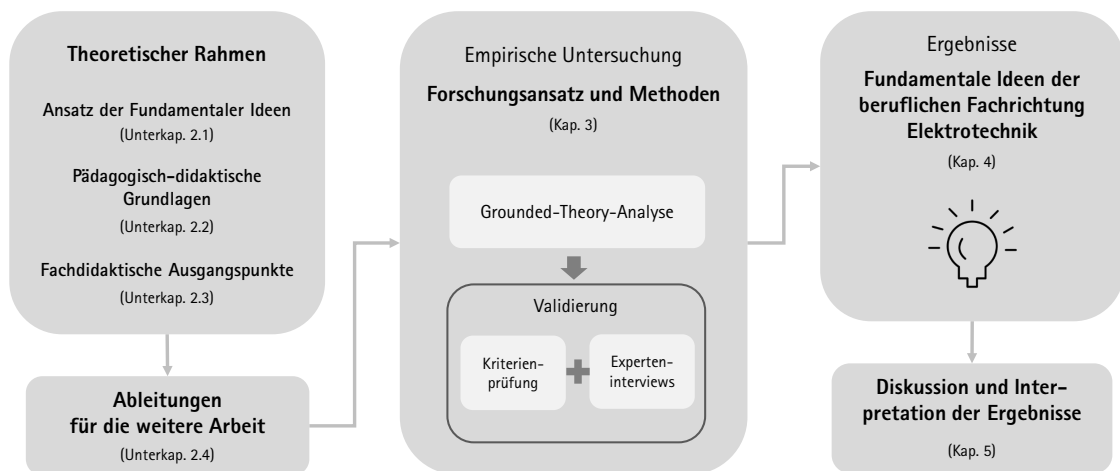 Theoretischer Rahmen
Ansatz der Fundamentaler Ideen
(Unterkap. 2.1)
Pädagogisch-didaktische
Grundlagen
(Unterkap. 2.2)
Fachdidaktische Ausgangspunkte
(Unterkap. 2.3)
Ableitungen
für die weitere Arbeit
(Unterkap. 2.4)
Empirische Untersuchung
Forschungsansatz und Methoden
(Kap. 3)
Grounded-Theory-Analyse
Validierung
Kriterien-
prüfung
Experten-
interviews
Ergebnisse
Fundamentale Ideen der
beruflichen Fachrichtung
Elektrotechnik
(Kap. 4)
Diskussion und Inter-
pretation der Ergebnisse
(Kap. 5)